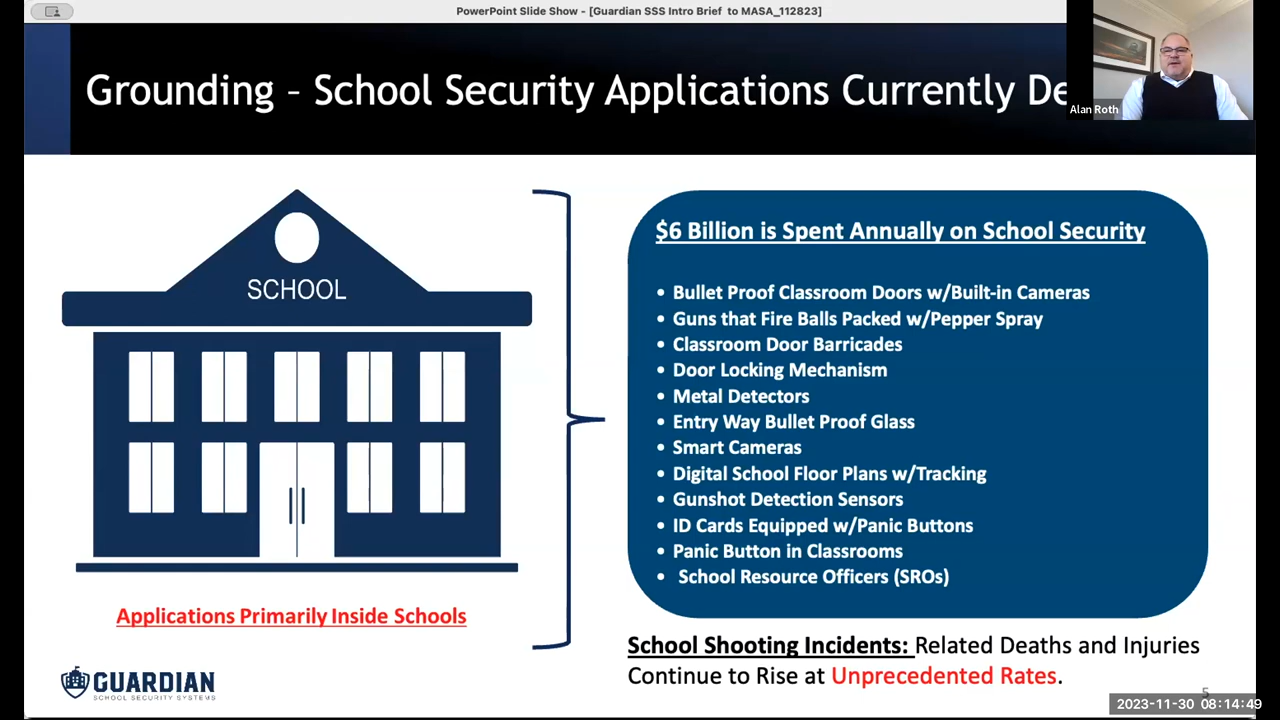 PowerPoint Slide Show - [Guardian SSS Intro Brief to MASA_112823]
Grounding – School Security Applications Currently De
Alan Roth
SCHOOL
Applications Primarily Inside Schools
$6 Billion is Spent Annually on School Security
• Bullet Proof Classroom Doors w/Built-in Cameras
• Guns that Fire Balls Packed w/Pepper Spray
• Classroom Door Barricades
• Door Locking Mechanism
• Metal Detectors
• Entry Way Bullet Proof Glass
• Smart Cameras
• Digital School Floor Plans w/Tracking
• Gunshot Detection Sensors
• ID Cards Equipped w/Panic Buttons
• Panic Button in Classrooms
• School Resource Officers (SROs)
School Shooting Incidents: Related Deaths and Injuries
Continue to Rise at Unprecedented Rates.
GUARDIAN
SCHOOL SECURITY SYSTEMS
5
2023-11-30 08:14:49